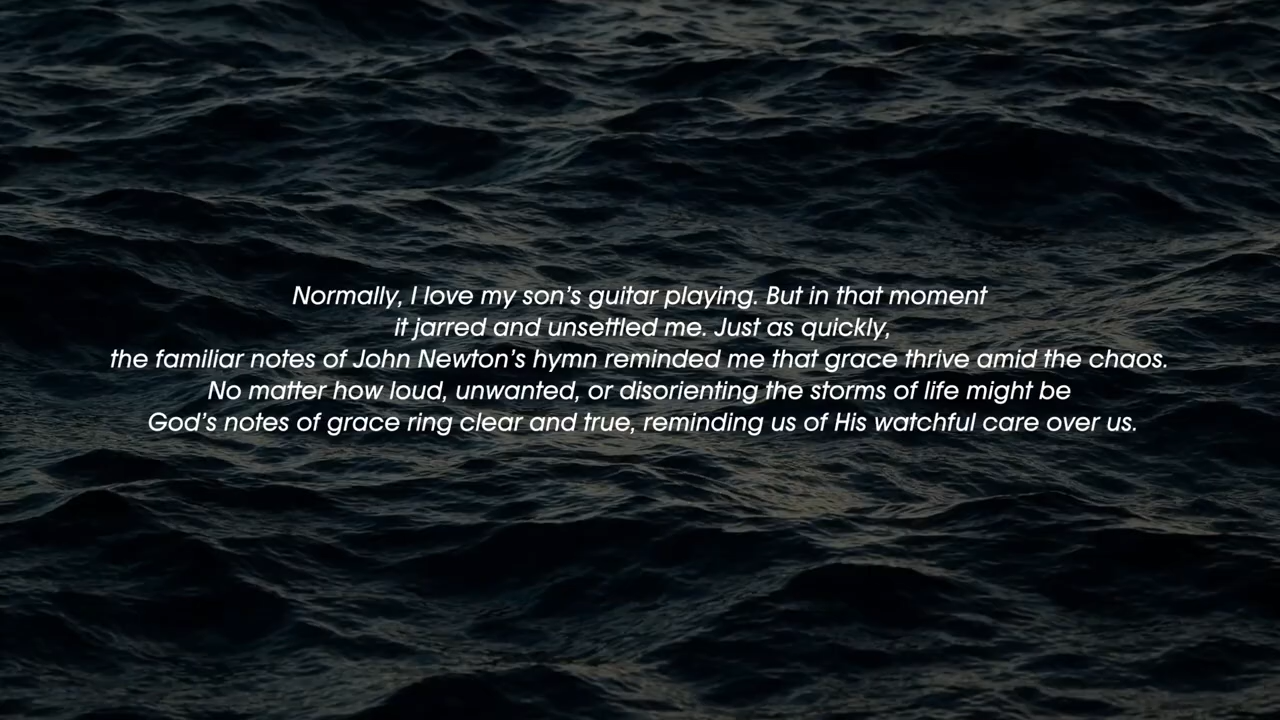 Normally, I love my son's guitar playing. But in that moment
it jarred and unsettled me. Just as quickly,
the familiar notes of John Newton's hymn reminded me that grace thrive amid the chaos.
No matter how loud, unwanted, or disorienting the storms of life might be
God's notes of grace ring clear and true, reminding us of His watchful care over us.